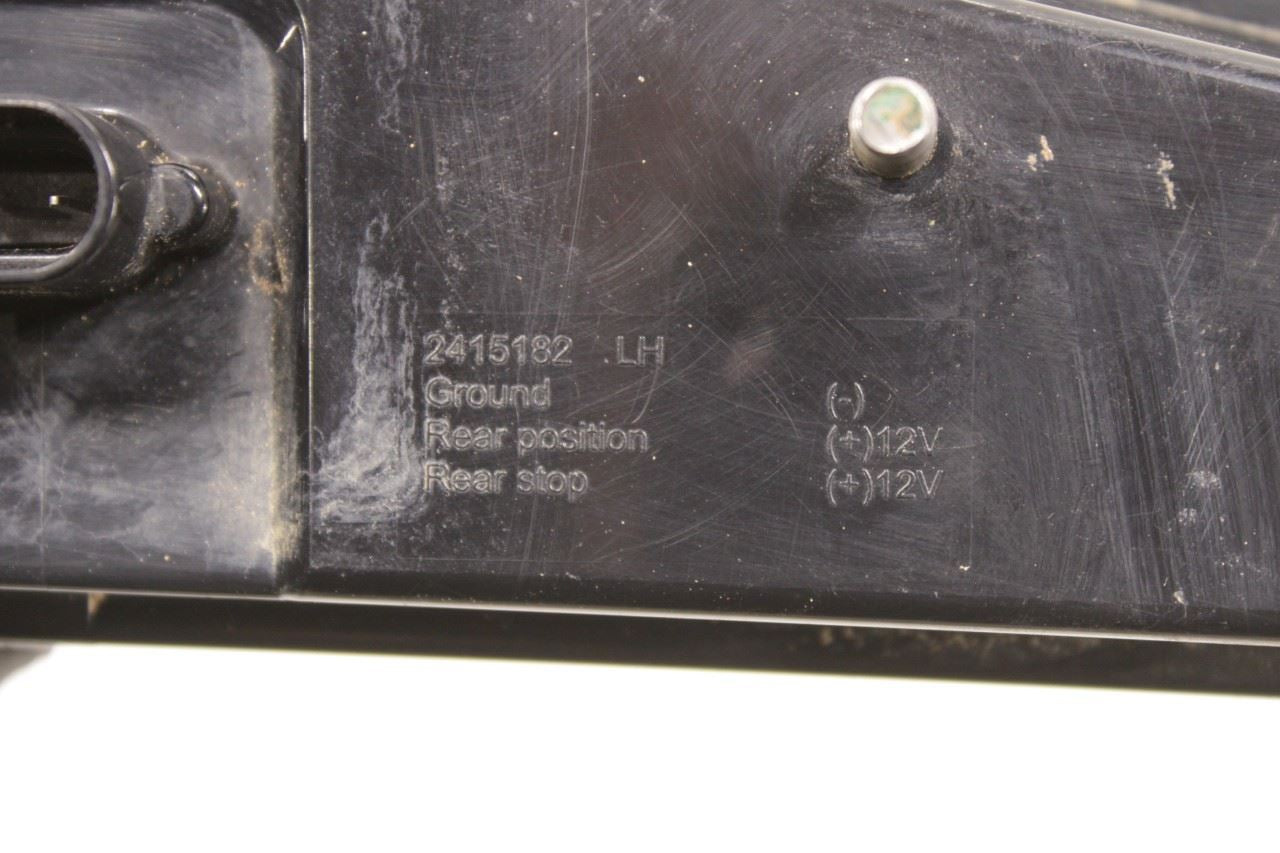 2415182 LH
Ground (-)
Rear position (+)12V
Rear stop (+)12V